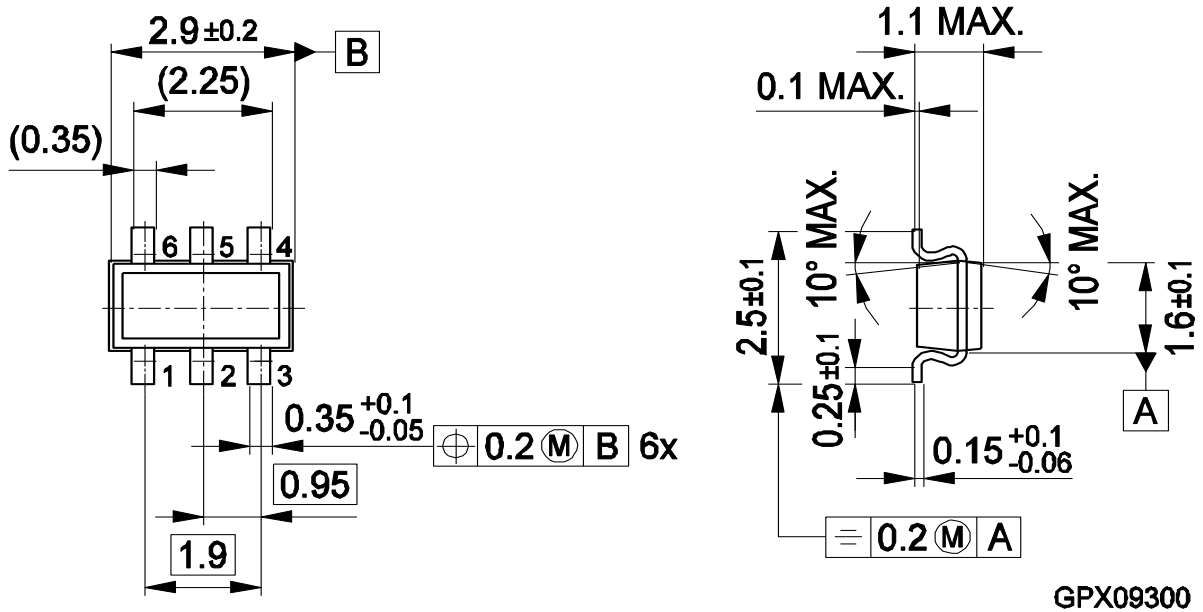 2.9 ±0.2
B
(2.25)
(0.35)
6 5 4
1 2 3
0.35 +0.1 -0.05
⌖ 0.2 Ⓜ B 6x
0.95
1.9
1.1 MAX.
0.1 MAX.
10° MAX.
10° MAX.
2.5±0.1
0.25±0.1
1.6±0.1
A
0.15 +0.1 -0.06
⌯ 0.2 Ⓜ A
GPX09300